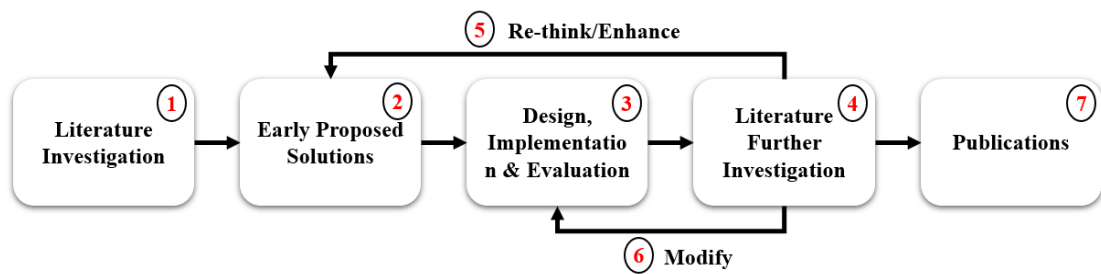 5 Re-think/Enhance
1
Literature
Investigation
2
Early Proposed
Solutions
3
Design,
Implementatio
n & Evaluation
4
Literature
Further
Investigation
7
Publications
6 Modify